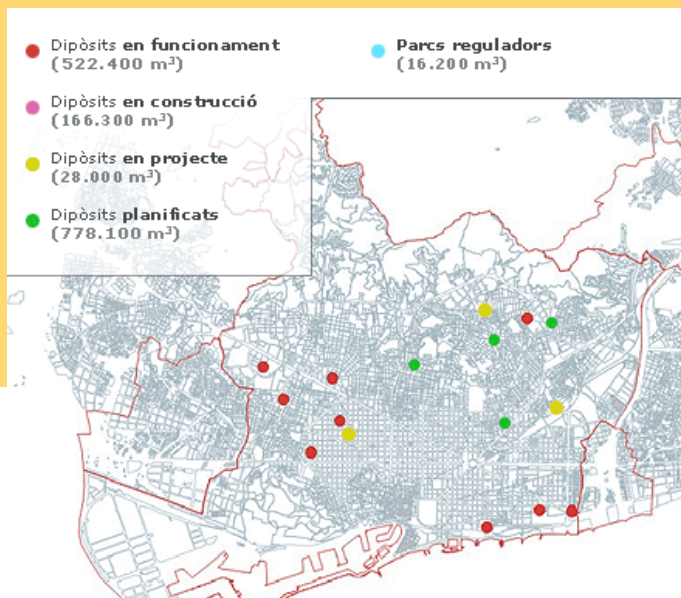 Dipòsits en funcionament
(522.400 m³)
Parcs reguladors
(16.200 m³)
Dipòsits en construcció
(166.300 m³)
Dipòsits en projecte
(28.000 m³)
Dipòsits planificats
(778.100 m³)